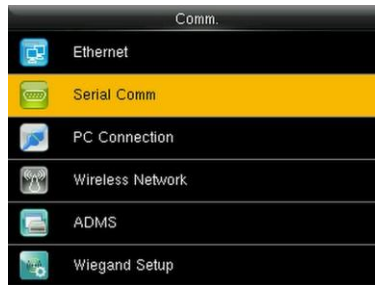 Comm.
Ethernet
Serial Comm
PC Connection
Wireless Network
ADMS
Wiegand Setup